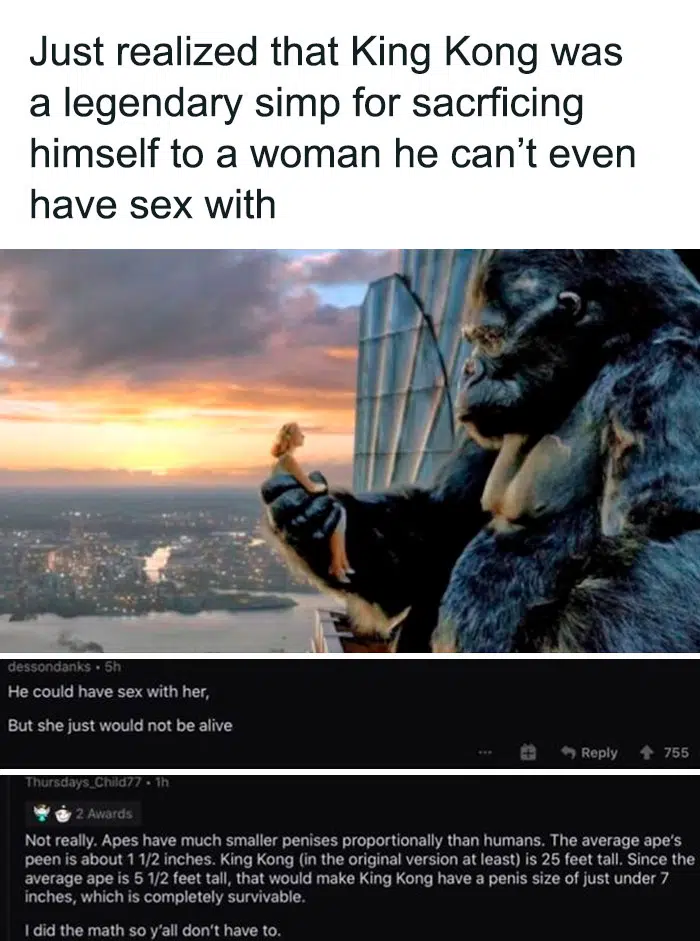 Just realized that King Kong was
a legendary simp for sacrficing
himself to a woman he can't even
have sex with
dessondanks • 5h
He could have sex with her,
But she just would not be alive
... Reply 755
Thursdays_Child77 • 1h
2 Awards
Not really. Apes have much smaller penises proportionally than humans. The average ape's
peen is about 1 1/2 inches. King Kong (in the original version at least) is 25 feet tall. Since the
average ape is 5 1/2 feet tall, that would make King Kong have a penis size of just under 7
inches, which is completely survivable.
I did the math so y'all don't have to.